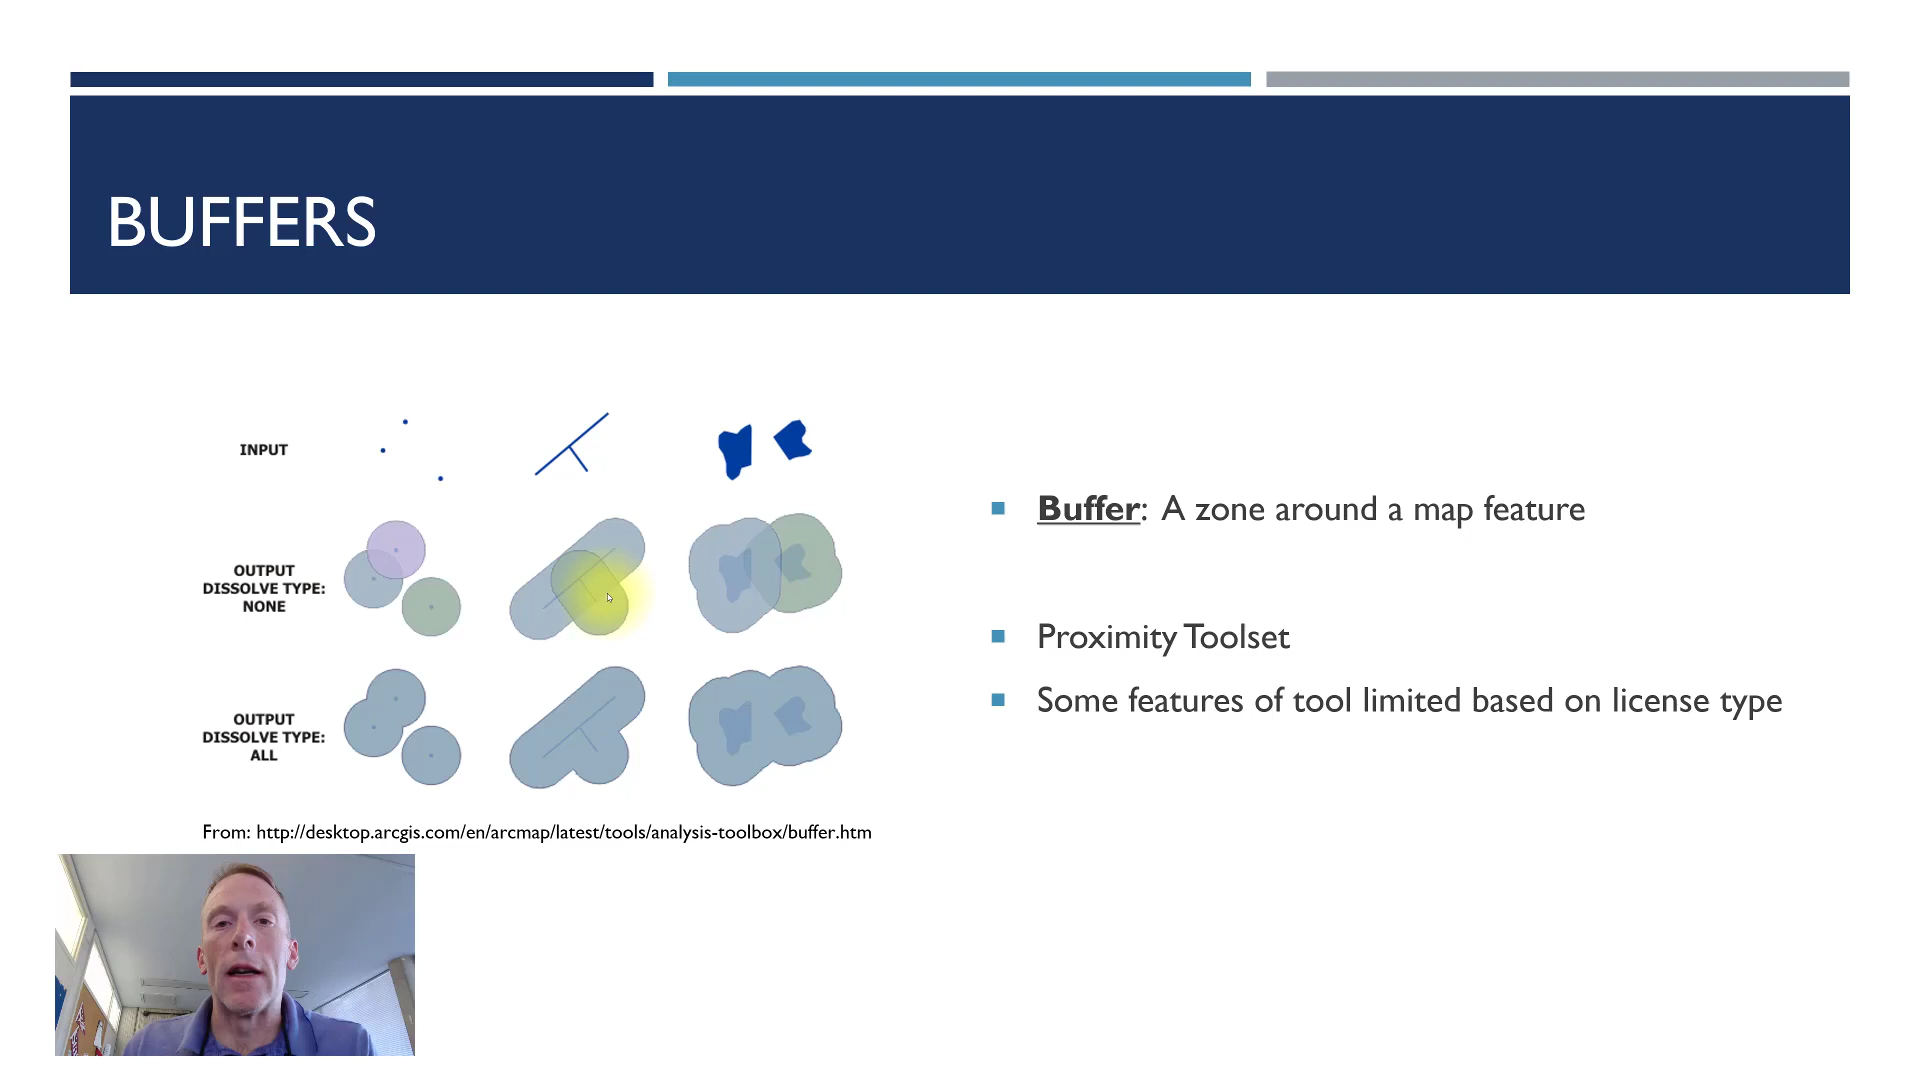 BUFFERS
INPUT
OUTPUT
DISSOLVE TYPE:
NONE
OUTPUT
DISSOLVE TYPE:
ALL
From: http://desktop.arcgis.com/en/arcmap/latest/tools/analysis-toolbox/buffer.htm
Buffer: A zone around a map feature
Proximity Toolset
Some features of tool limited based on license type